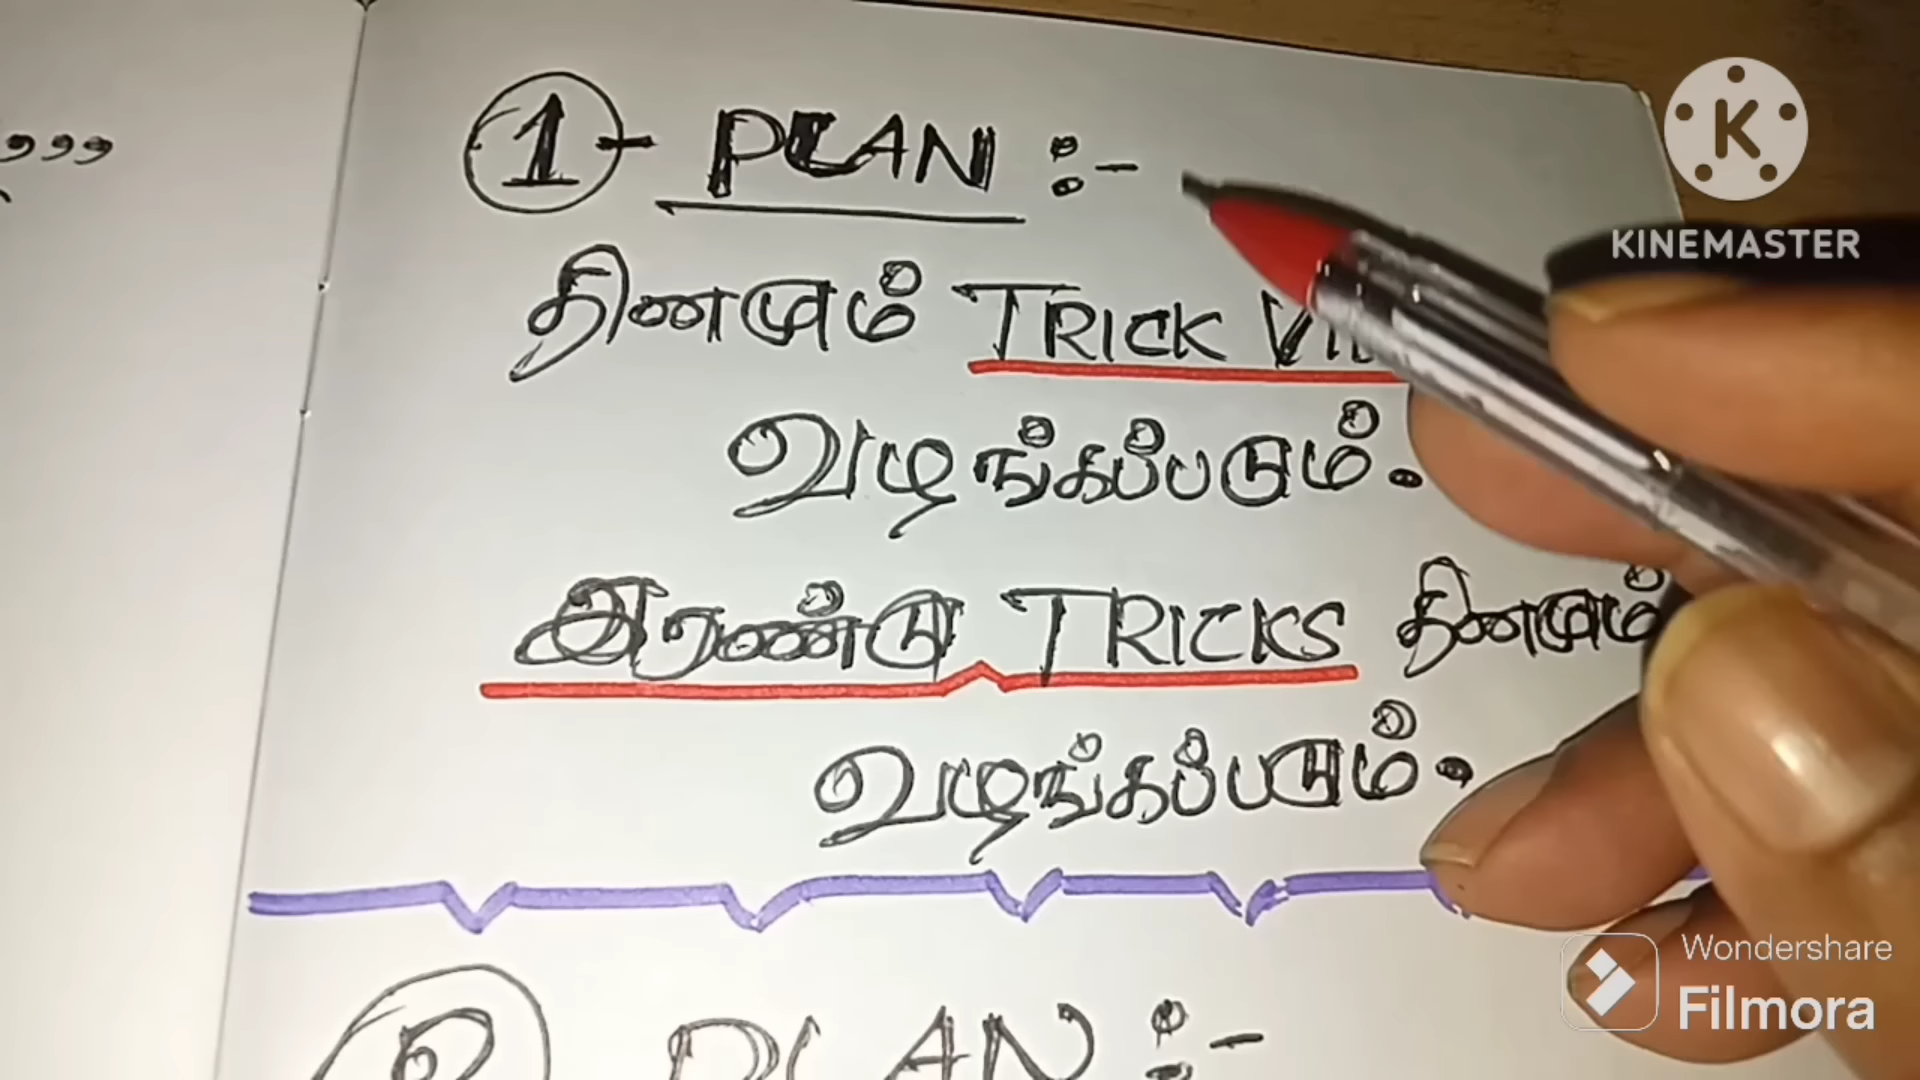 ,,,
① - PLAN :-
தினமும் TRICK
வழங்கப்படும்.
இரண்டு TRICKS தினமும்
வழங்கப்படும்.
② PLAN :-
KINEMASTER
Wondershare
Filmora